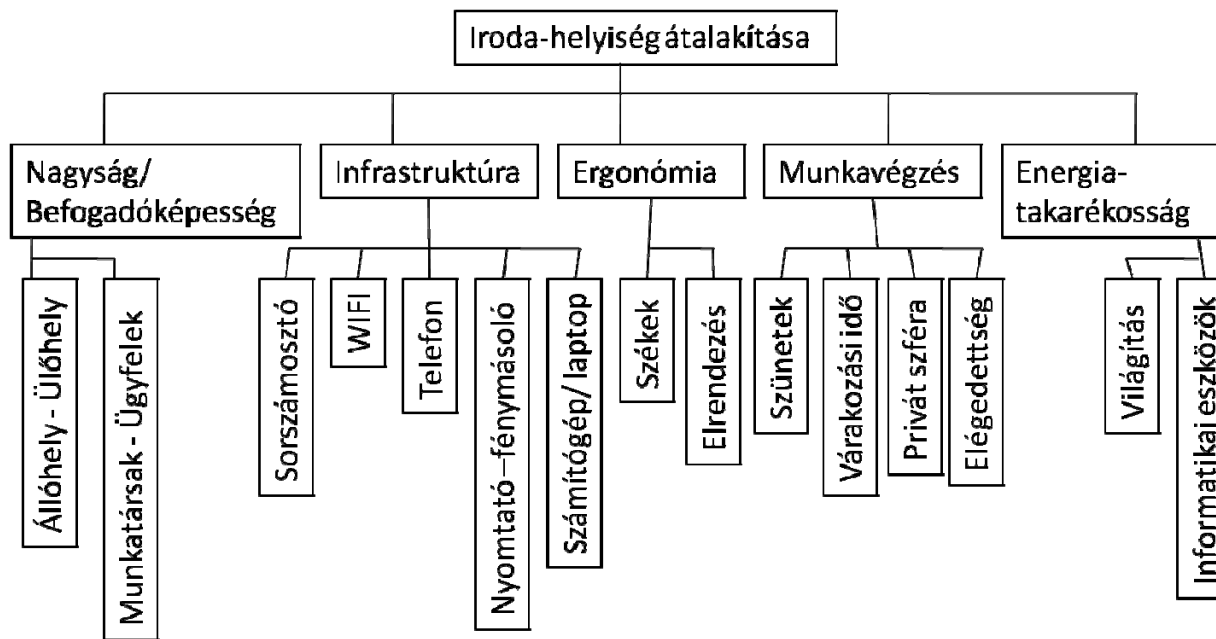 Iroda-helyiség átalakítása
Nagyság/
Befogadóképesség
Infrastruktúra
Ergonómia
Munkavégzés
Energia-
takarékosság
Állóhely - Ülőhely
Munkatársak - Ügyfelek
Sorszámosztó
WIFI
Telefon
Nyomtató –fénymásoló
Számítógép/ laptop
Székek
Elrendezés
Szünetek
Várakozási idő
Privát szféra
Elégedettség
Világítás
Informatikai eszközök